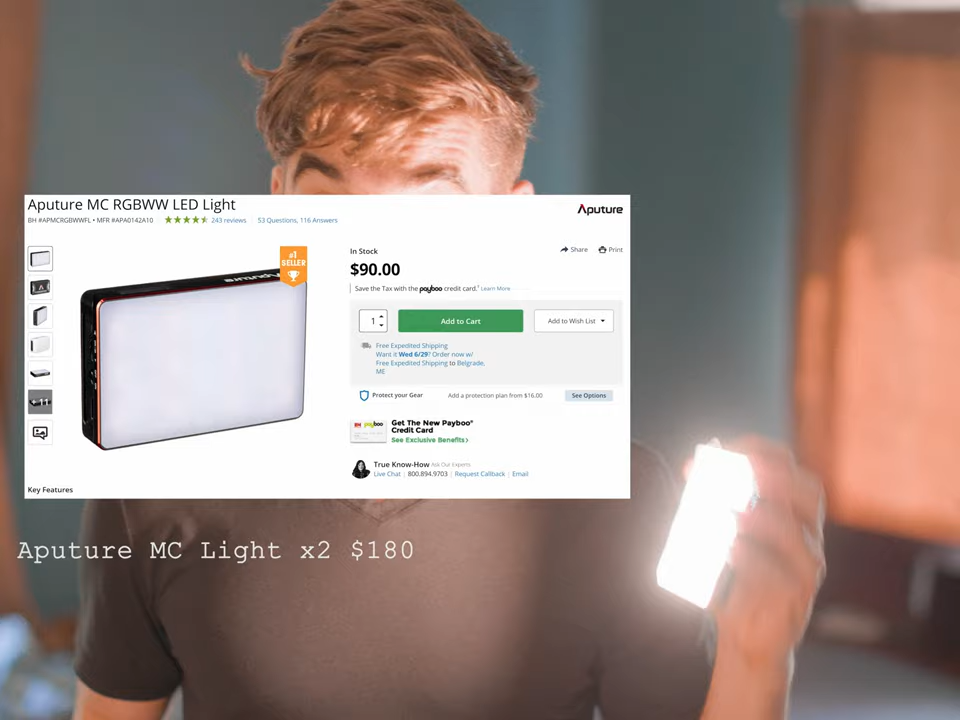 Aputure MC RGBWW LED Light
BH #APMCRGBWWFL • MFR #APA0142A10
243 reviews
53 Questions, 116 Answers
Aputure
#1
SELLER
Aputure
In Stock
Share
Print
$90.00
Save the Tax with the payboo credit card.† Learn More
1
Add to Cart
Add to Wish List
Free Expedited Shipping
Want it Wed 6/29? Order now w/
Free Expedited Shipping to Belgrade,
ME
Protect your Gear
Add a protection plan from $16.00
See Options
BH payboo
Get The New Payboo®
Credit Card
See Exclusive Benefits>
True Know-How Ask Our Experts
Live Chat | 800.894.9703 | Request Callback | Email
Key Features
Aputure MC Light x2 $180